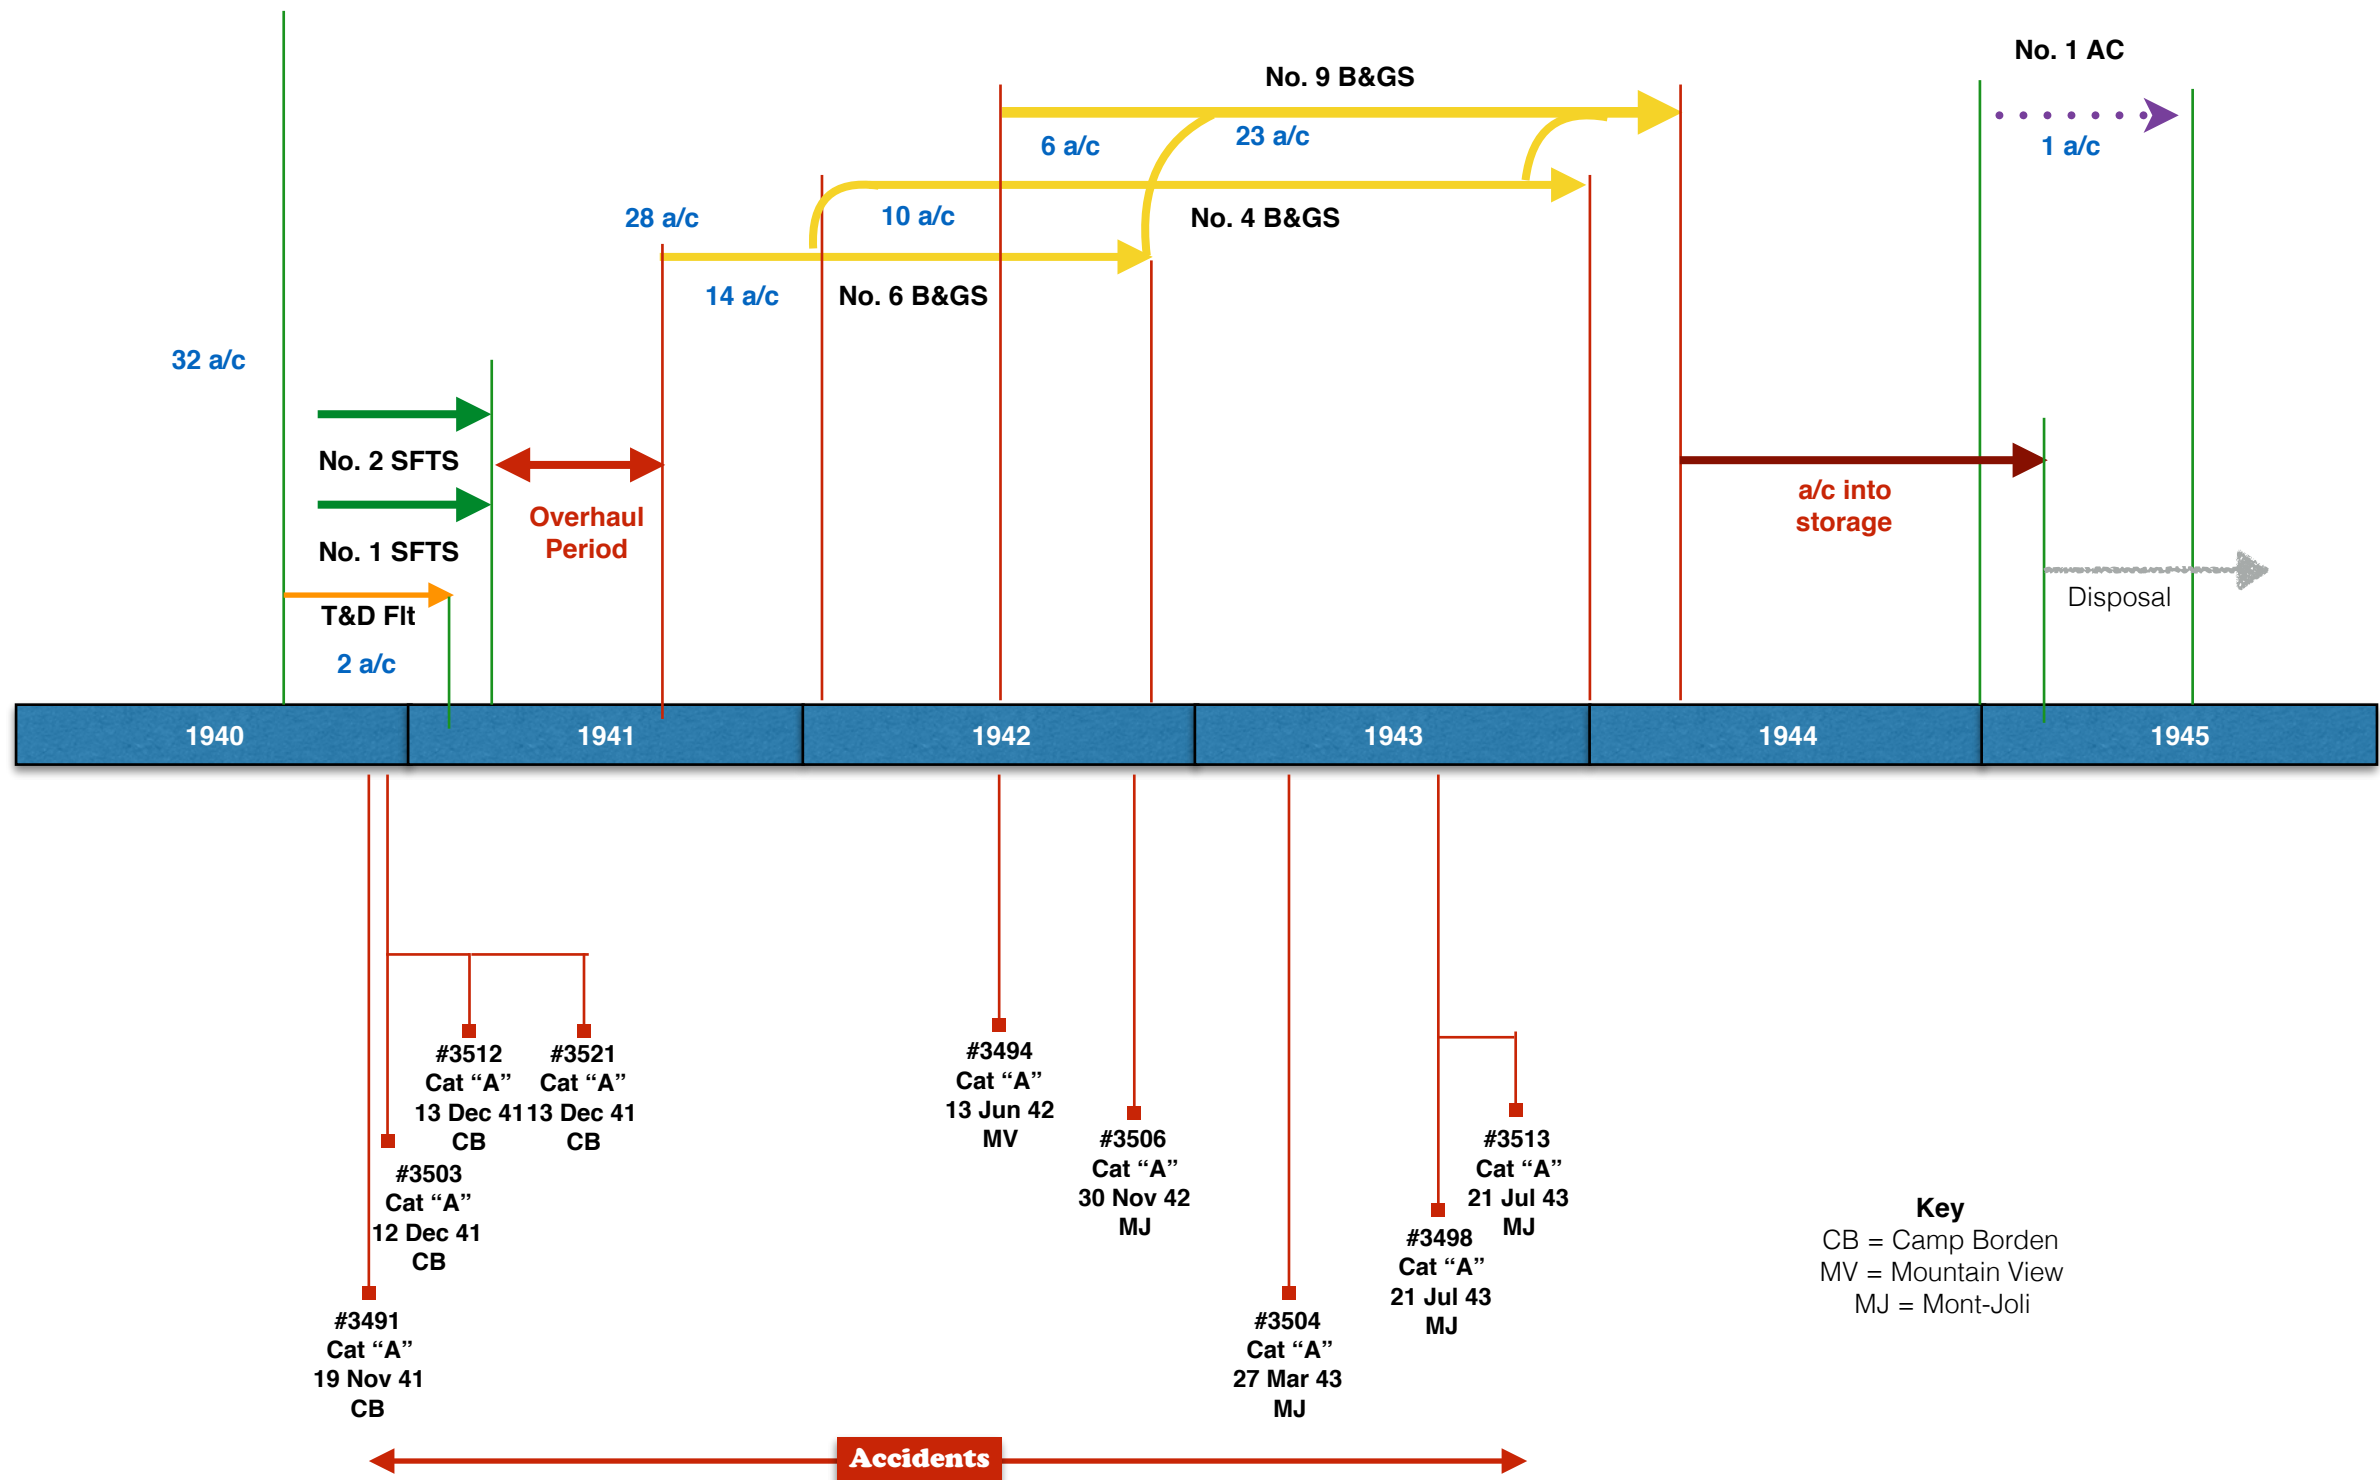 No. 1 AC
No. 9 B&GS
6 a/c
23 a/c
1 a/c
28 a/c
10 a/c
No. 4 B&GS
14 a/c
No. 6 B&GS
32 a/c
No. 2 SFTS
No. 1 SFTS
Overhaul
Period
a/c into
storage
T&D Flt
2 a/c
Disposal
1940
1941
1942
1943
1944
1945
#3512
Cat “A”
13 Dec 41
CB
#3521
Cat “A”
13 Dec 41
CB
#3503
Cat “A”
12 Dec 41
CB
#3491
Cat “A”
19 Nov 41
CB
#3494
Cat “A”
13 Jun 42
MV
#3506
Cat “A”
30 Nov 42
MJ
#3504
Cat “A”
27 Mar 43
MJ
#3498
Cat “A”
21 Jul 43
MJ
#3513
Cat “A”
21 Jul 43
MJ
Key
CB = Camp Borden
MV = Mountain View
MJ = Mont-Joli
Accidents